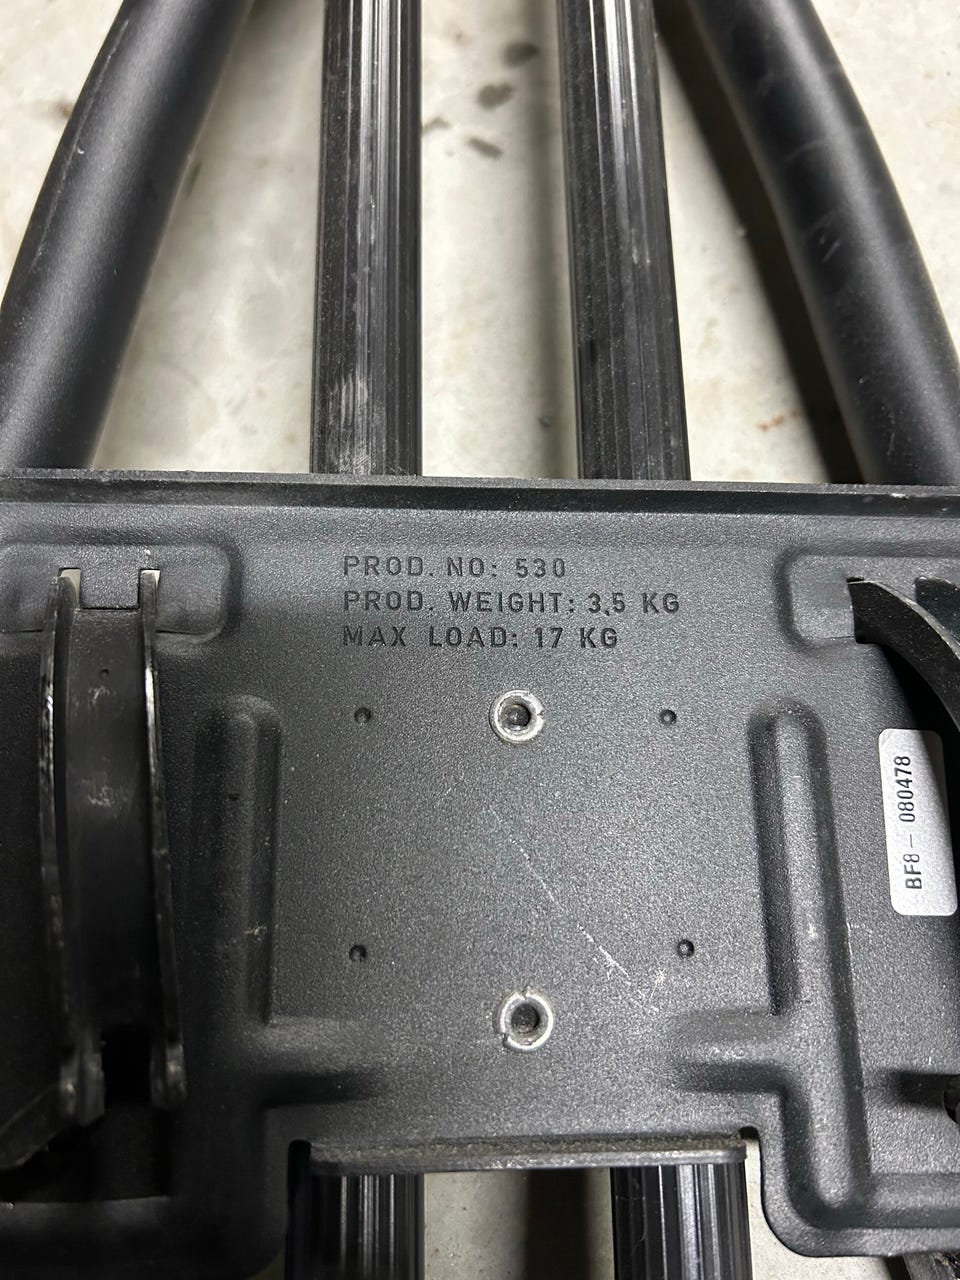 PROD. NO: 530
PROD. WEIGHT: 3.5 KG
MAX LOAD: 17 KG
BF8- 080478